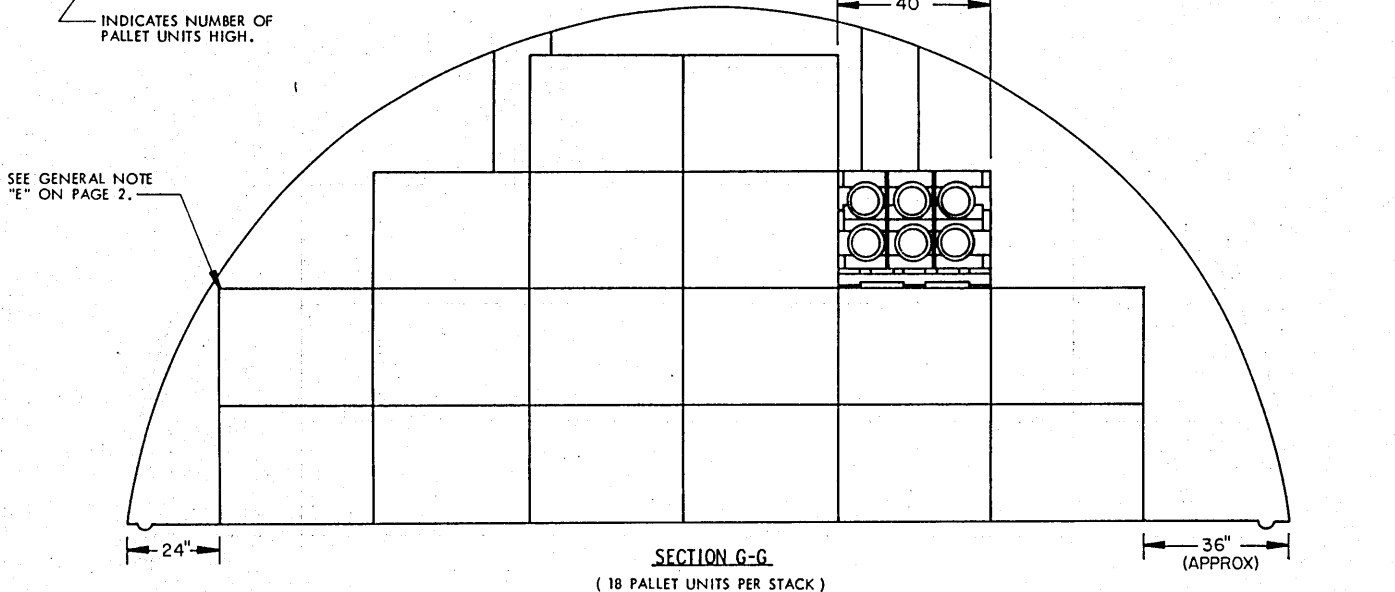 INDICATES NUMBER OF
PALLET UNITS HIGH.
40
SEE GENERAL NOTE
"E" ON PAGE 2.
24"
SECTION G-G
( 18 PALLET UNITS PER STACK )
36"
(APPROX)